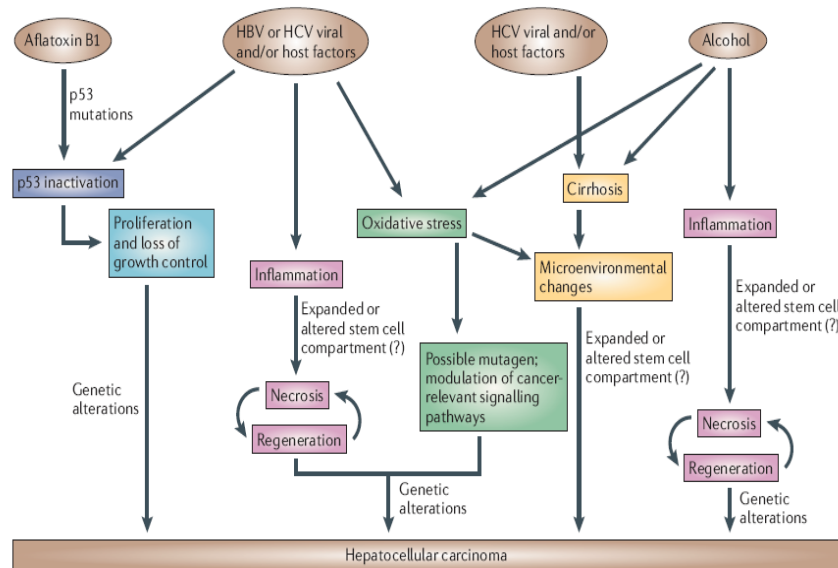 Aflatoxin B1
HBV or HCV viral
and/or host
factors
HCV viral and/or
host factors
Alcohol
p53
mutations
p53 inactivation
Cirrhosis
Proliferation
and loss of
growth control
Oxidative stress
Inflammation
Inflammation
Microenvironmental
changes
Expanded or
altered stem cell
compartment (?)
Expanded or
altered stem cell
compartment (?)
Expanded or
altered stem cell
compartment (?)
Possible mutagen;
modulation of cancer-
relevant signalling
pathways
Genetic
alterations
Necrosis
Regeneration
Necrosis
Regeneration
Genetic
alterations
Genetic
alterations
Hepatocellular carcinoma